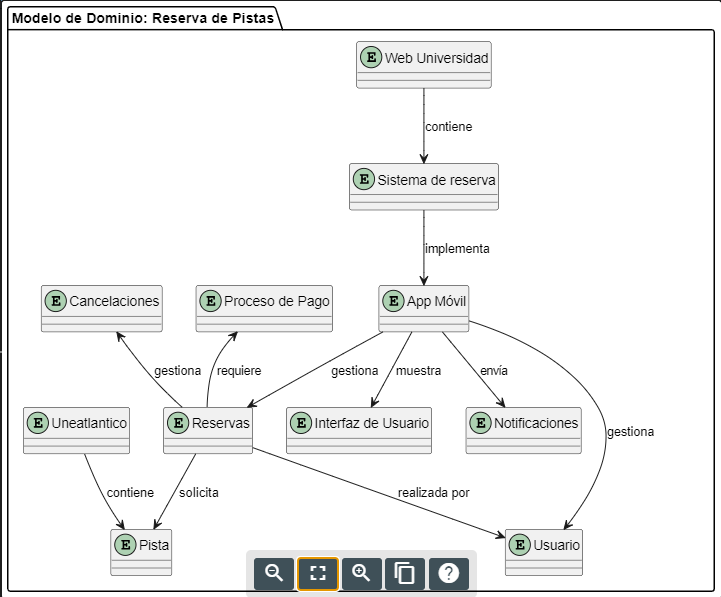 Modelo de Dominio: Reserva de Pistas
E Web Universidad
contiene
E Sistema de reserva
implementa
E Cancelaciones
E Proceso de Pago
E App Móvil
gestiona
requiere
gestiona
muestra
envía
E Uneatlantico
E Reservas
E Interfaz de Usuario
E Notificaciones
gestiona
contiene
solicita
realizada por
E Pista
E Usuario
?